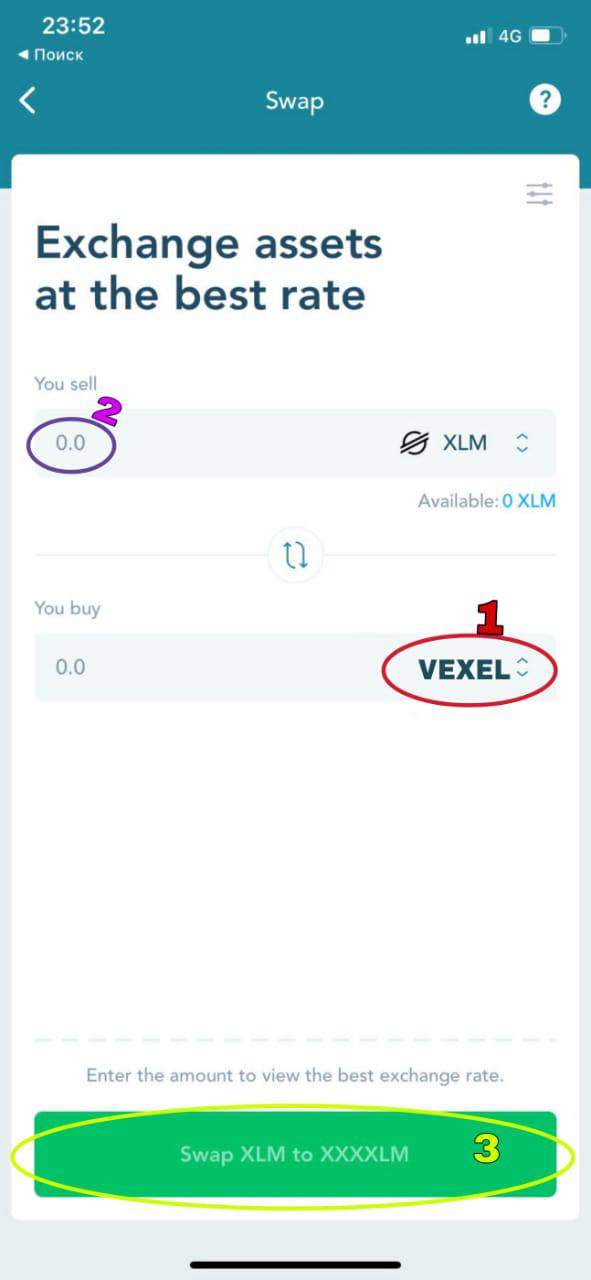 23:52
4G
◀ Поиск
Swap
?
Exchange assets
at the best rate
You sell
2
0.0
XLM
Available: 0 XLM
You buy
1
0.0
VEXEL
Enter the amount to view the best exchange rate.
Swap XLM to XXXXLM
3